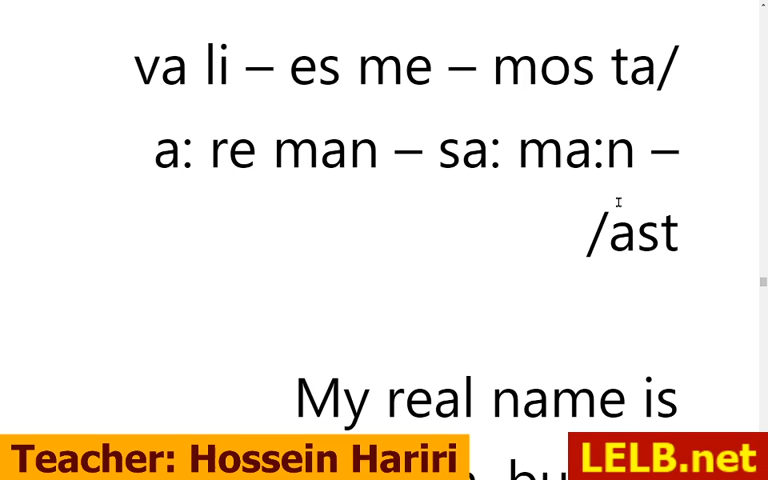 va li – es me – mos ta/
a: re man – sa: ma:n –
/ast
My real name is
Teacher: Hossein Hariri
LELB.net